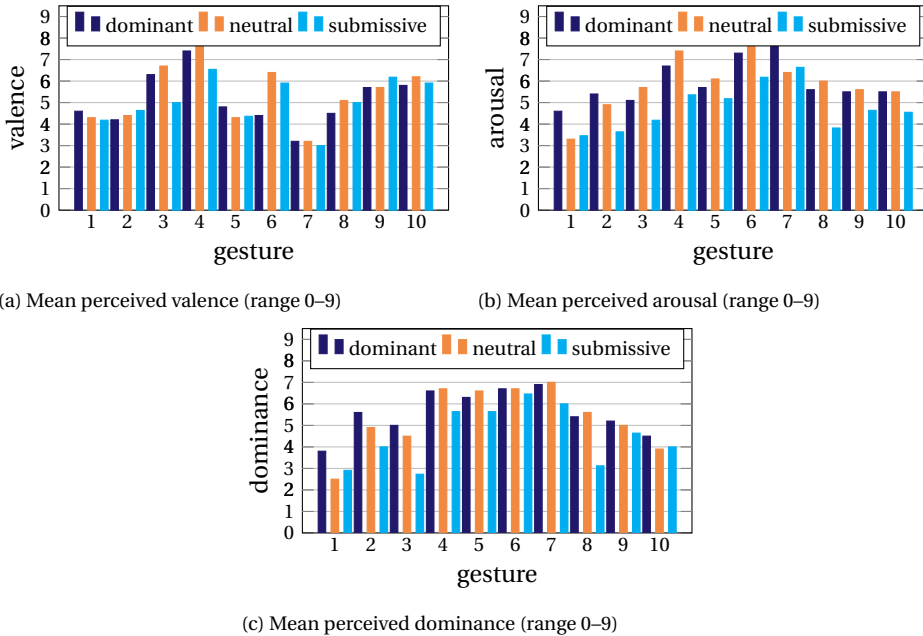 9
8
7
6
5
4
3
2
1
0
valence
dominant neutral submissive
1 2 3 4 5 6 7 8 9 10
gesture
(a) Mean perceived valence (range 0–9)
9
8
7
6
5
4
3
2
1
0
arousal
dominant neutral submissive
1 2 3 4 5 6 7 8 9 10
gesture
(b) Mean perceived arousal (range 0–9)
9
8
7
6
5
4
3
2
1
0
dominance
dominant neutral submissive
1 2 3 4 5 6 7 8 9 10
gesture
(c) Mean perceived dominance (range 0–9)